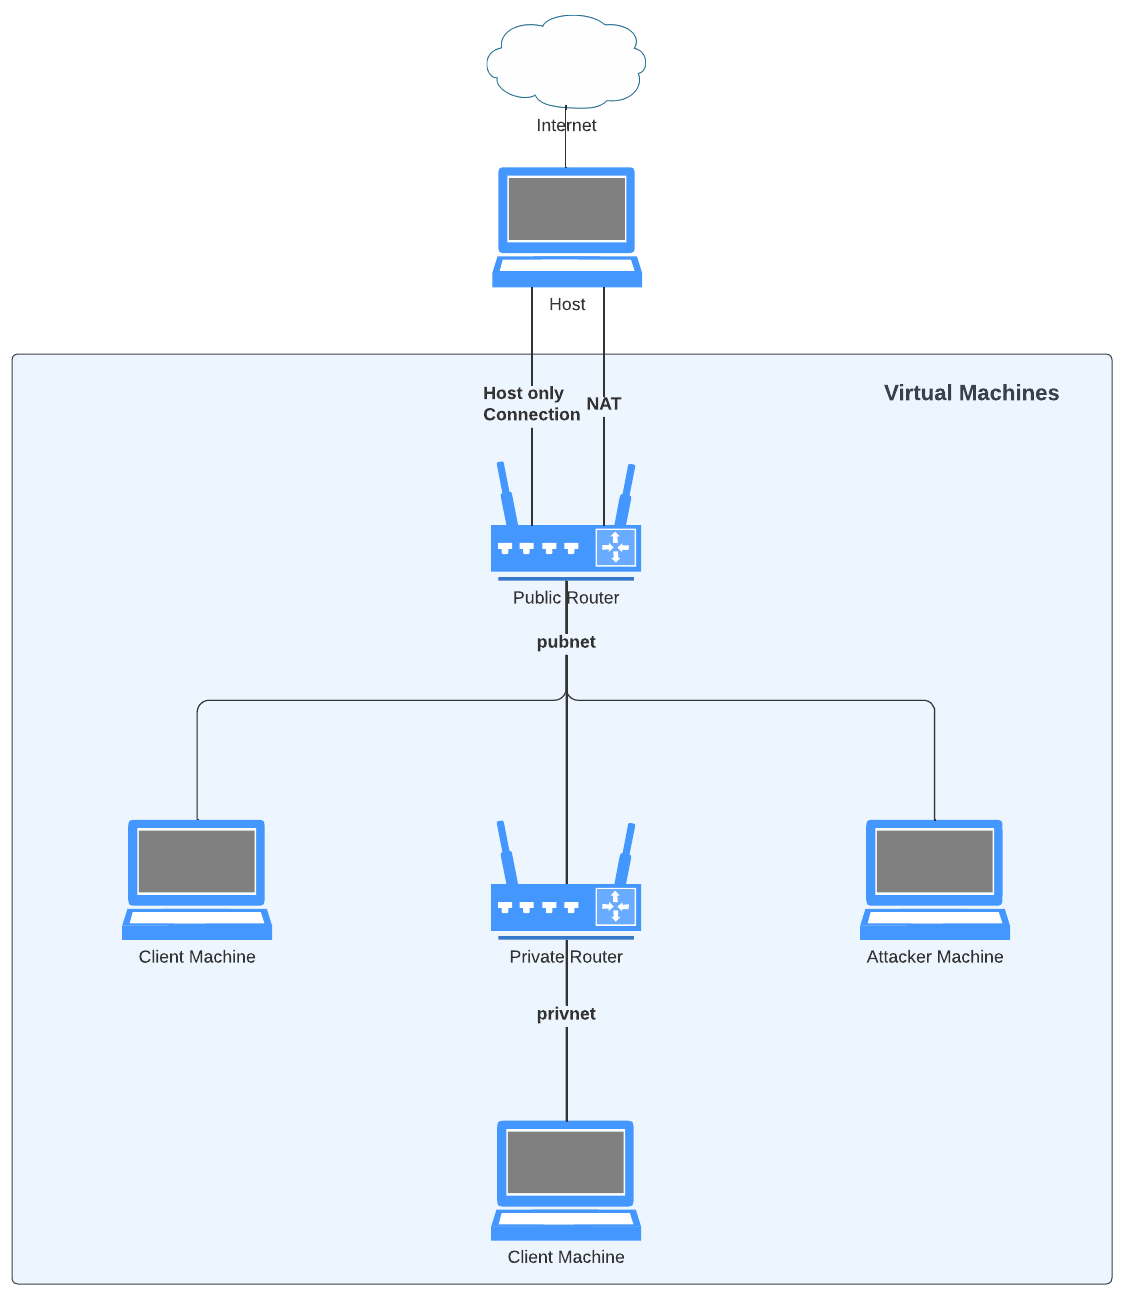 Internet
Host
Virtual Machines
Host only
Connection
NAT
Public Router
pubnet
Client Machine
Private Router
Attacker Machine
privnet
Client Machine